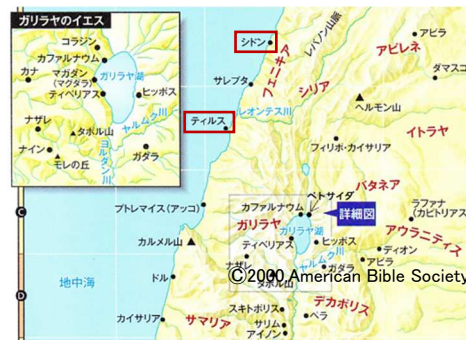 ガリラヤのイエス
コラジン
カファルナウム
カナ
マガダン
(マクダラ)
ガリラヤ湖
ティベリアス
ヒッポス
ナザレ
ヤルムク川
タボル山
ヨルダン川
ナイン
ガダラ
モレの丘
シドン
レバノン山脈
アビラ
アビレネ
フェニキア
サレプタ
シリア
ダマスコ
レオンテス川
ヘルモン山
ティルス
イトラヤ
フィリポ・カイサリア
バタネア
ベトサイダ
カファルナウム
詳細図
ラファナ
(カピトリアス)
プトレマイス(アッコ)
ガリラヤ
ガリラヤ湖
アウラニティス
カルメル山
ティベリアス
ヒッポス
ディオン
ナザレ
ヤルムク川
アビラ
ガダラ
©2000 American Bible Society
地中海
ドル
タボル山
デカポリス
カイサリア
スキトポリス
ペラ
サマリア
サリム
アイノン
C
D